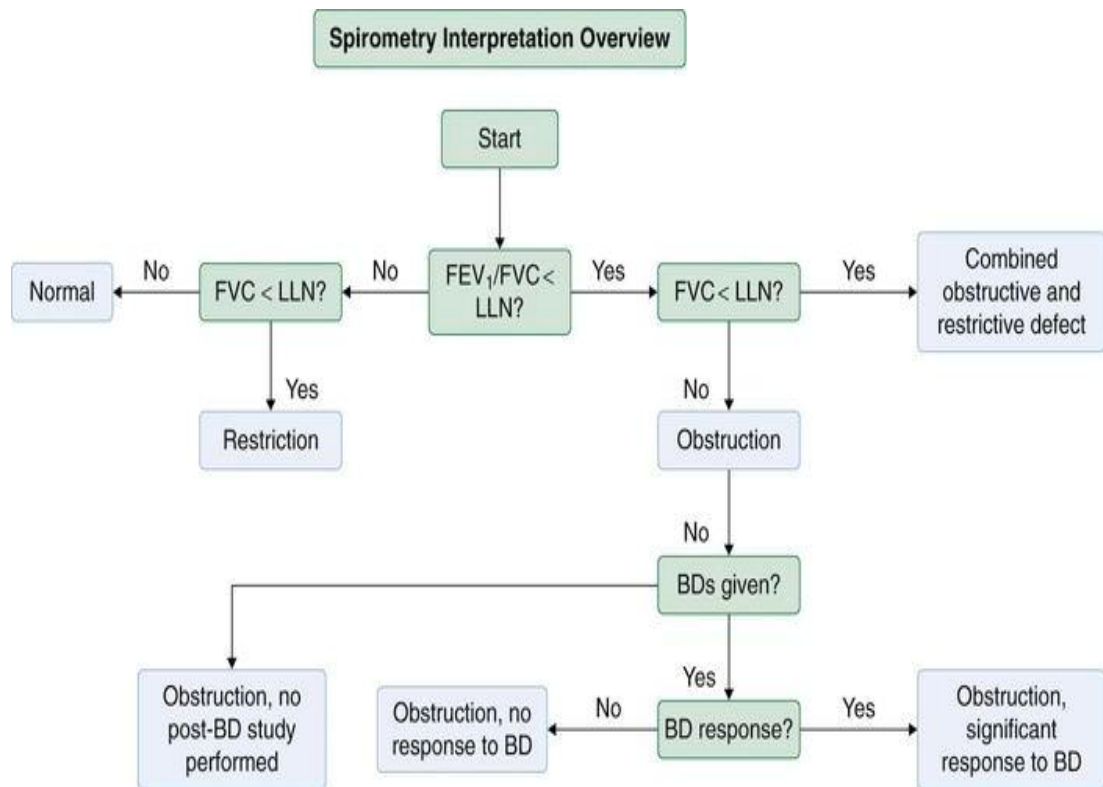 Spirometry Interpretation Overview
Start
Normal
No
FVC < LLN?
No
FEV₁/FVC <
LLN?
Yes
FVC < LLN?
Yes
Combined
obstructive and
restrictive defect
Yes
No
Restriction
Obstruction
No
BDs given?
Yes
Obstruction, no
post-BD study
performed
Obstruction, no
response to BD
No
BD response?
Yes
Obstruction,
significant
response to BD